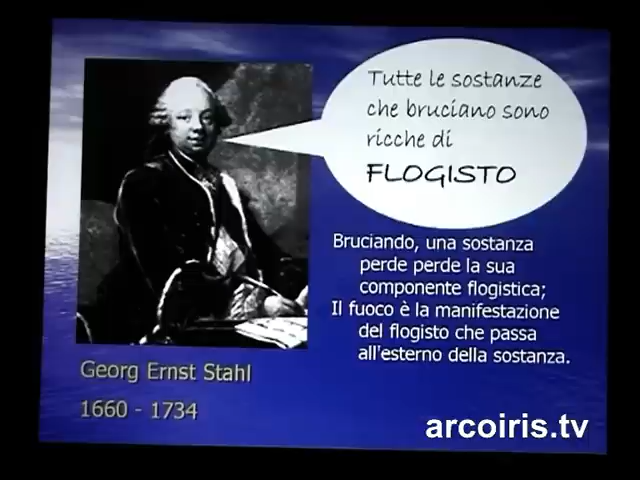 Tutte le sostanze
che bruciano sono
ricche di
FLOGISTO
Bruciando, una sostanza
perde perde la sua
componente flogistica;
Il fuoco è la manifestazione
del flogisto che passa
all'esterno della sostanza.
Georg Ernst Stahl
1660 - 1734
arcoiris.tv